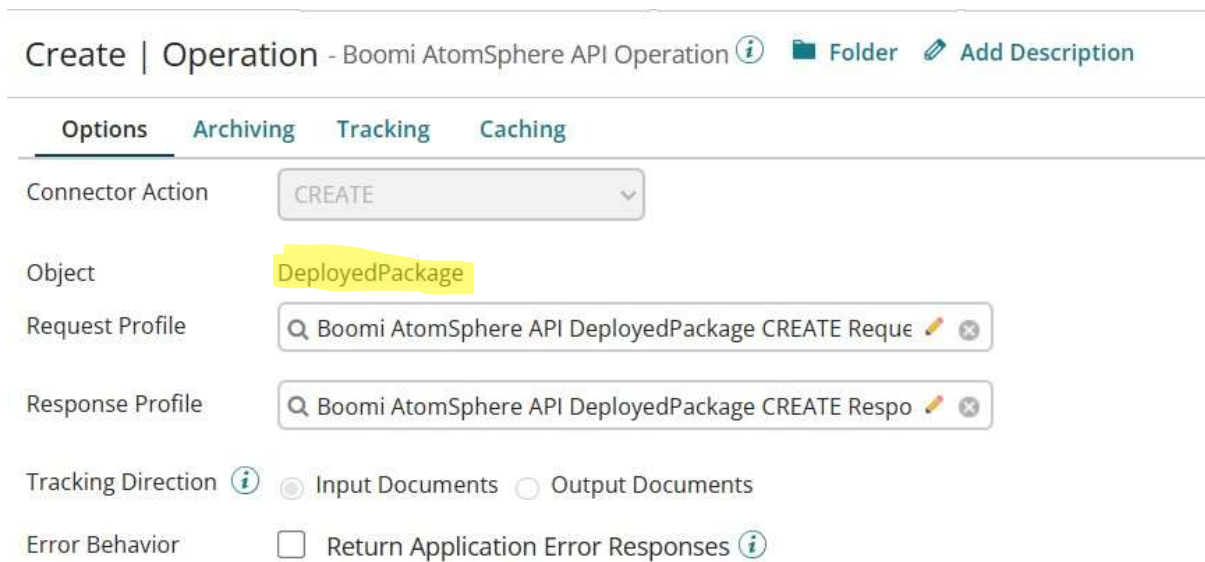 Create | Operation - Boomi AtomSphere API Operation i Folder Add Description
Options Archiving Tracking Caching
Connector Action CREATE
Object DeployedPackage
Request Profile Boomi AtomSphere API DeployedPackage CREATE Reque
Response Profile Boomi AtomSphere API DeployedPackage CREATE Respo
Tracking Direction i Input Documents Output Documents
Error Behavior Return Application Error Responses i